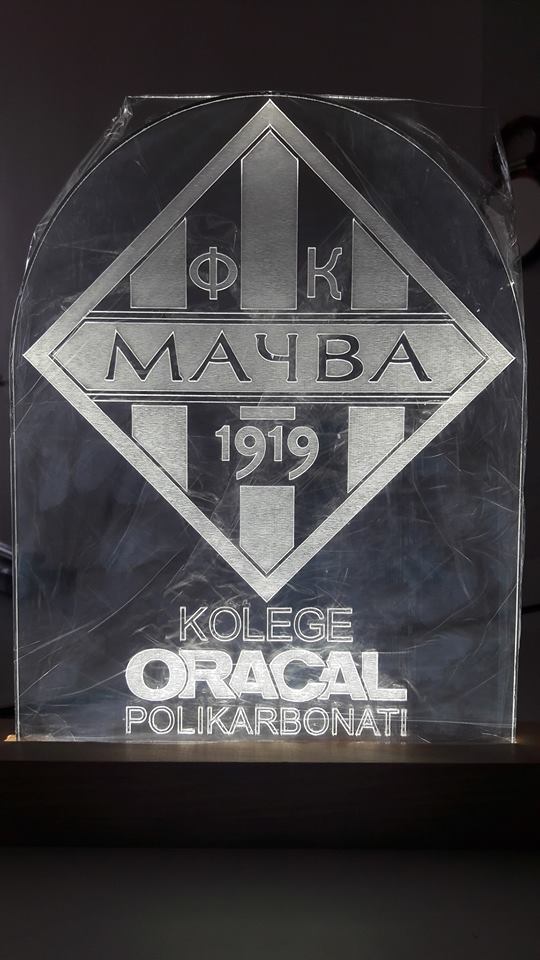 ФК
МАЧВА
1919
KOLEGE
ORACAL
POLIKARBONATI